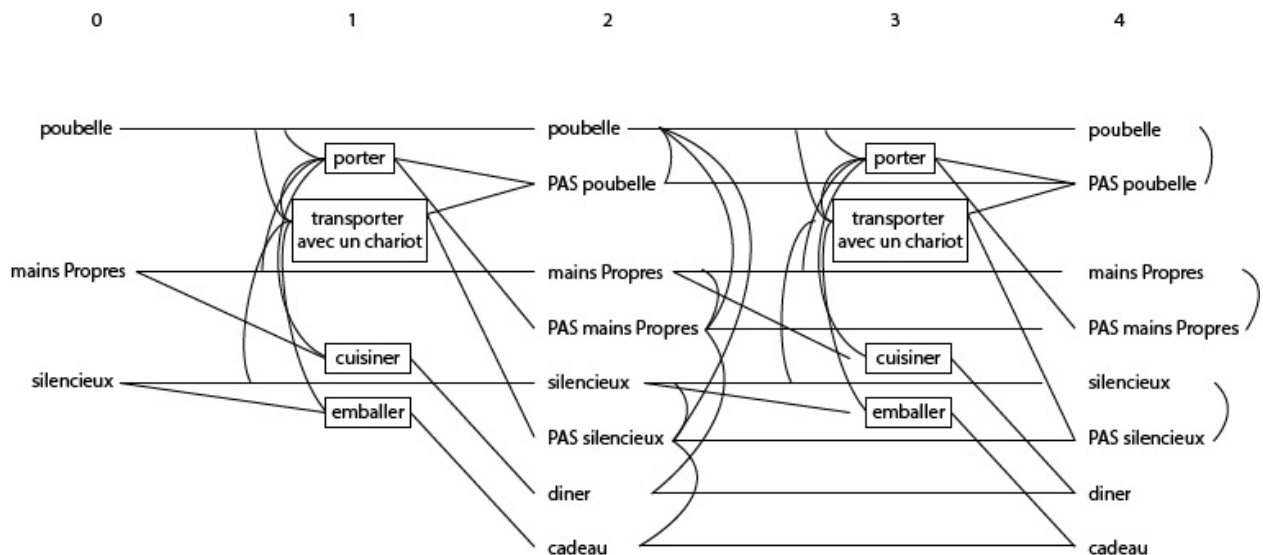 0 1 2 3 4
poubelle poubelle poubelle
porter porter
PAS poubelle PAS poubelle
transporter transporter
avec un chariot avec un chariot
mains Propres mains Propres mains Propres
PAS mains Propres PAS mains Propres
cuisiner cuisiner
silencieux silencieux silencieux
emballer emballer
PAS silencieux PAS silencieux
diner diner
cadeau cadeau